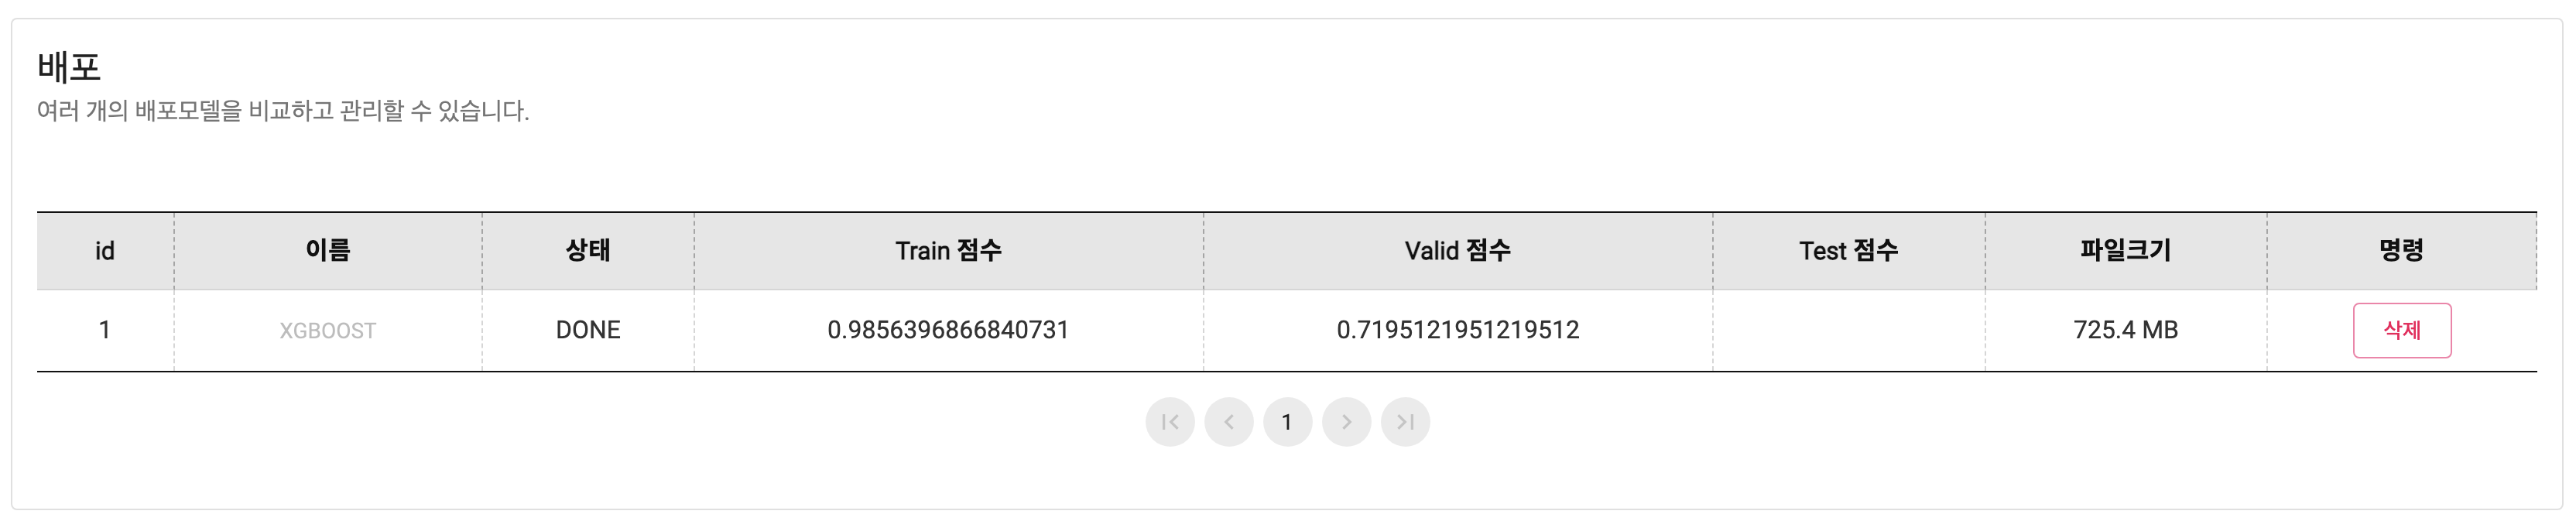 배포
여러 개의 배포모델을 비교하고 관리할 수 있습니다.
id 이름 상태 Train 점수 Valid 점수 Test 점수 파일크기 명령
1 XGBOOST DONE 0.9856396866840731 0.7195121951219512 725.4 MB 삭제
1